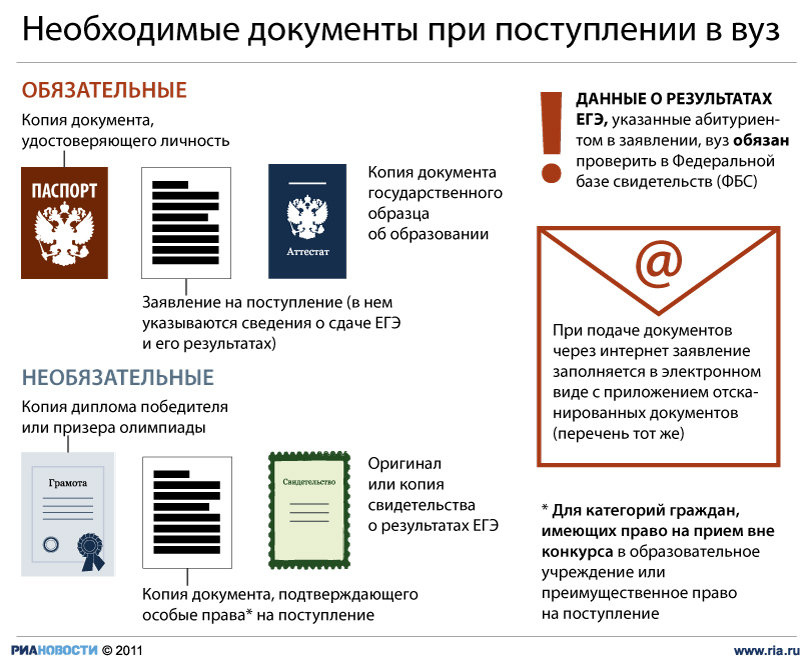 Необходимые документы при поступлении в вуз
ОБЯЗАТЕЛЬНЫЕ
Копия документа,
удостоверяющего личность
ПАСПОРТ
Аттестат
Копия документа
государственного
образца
об образовании
Заявление на поступление (в нем
указываются сведения о сдаче ЕГЭ
и его результатах)
НЕОБЯЗАТЕЛЬНЫЕ
Копия диплома победителя
или призера олимпиады
Грамота
Свидетельство
Оригинал
или копия
свидетельства
о результатах ЕГЭ
Копия документа, подтверждающего
особые права* на поступление
!
ДАННЫЕ О РЕЗУЛЬТАТАХ
ЕГЭ, указанные абитуриен-
том в заявлении, вуз обязан
проверить в Федеральной
базе свидетельств (ФБС)
@
При подаче документов
через интернет заявление
заполняется в электронном
виде с приложением отска-
нированных документов
(перечень тот же)
* Для категорий граждан,
имеющих право на прием вне
конкурса в образовательное
учреждение или
преимущественное право
на поступление
РИАНОВОСТИ © 2011
www.ria.ru